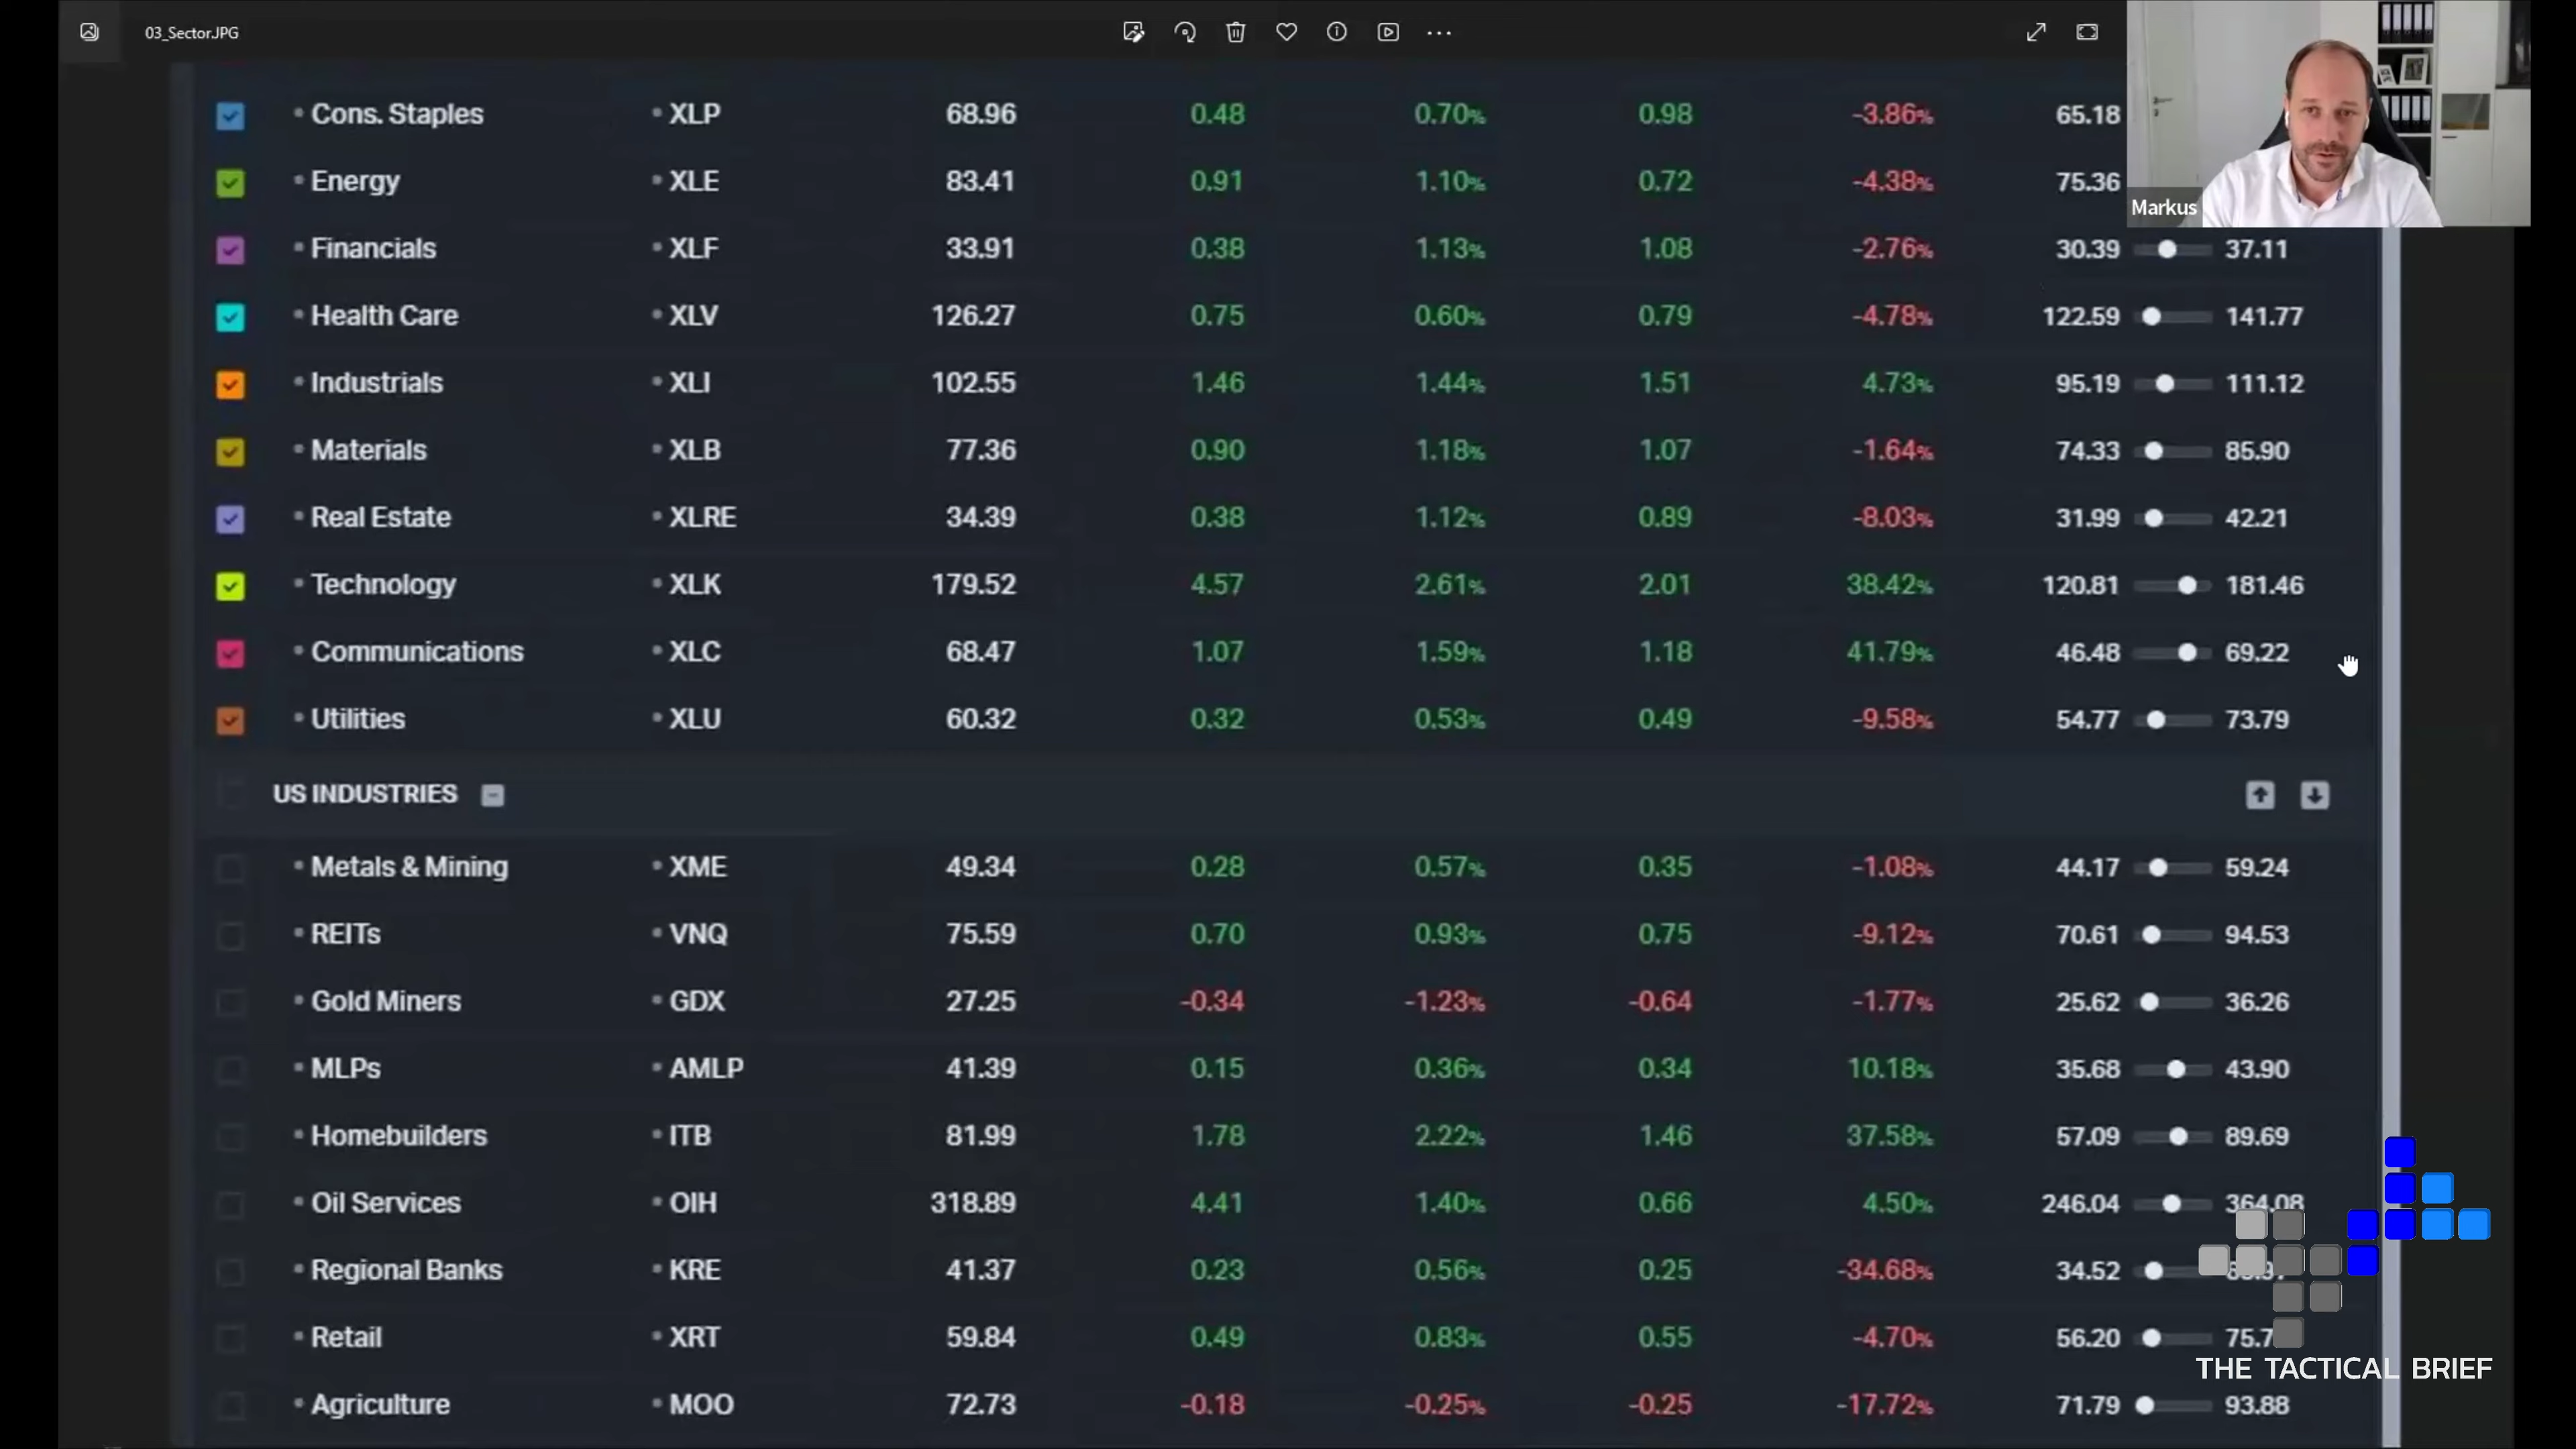 03_Sector.JPG
Markus
Cons. Staples XLP 68.96 0.48 0.70% 0.98 -3.86% 65.18
Energy XLE 83.41 0.91 1.10% 0.72 -4.38% 75.36
Financials XLF 33.91 0.38 1.13% 1.08 -2.76% 30.39 37.11
Health Care XLV 126.27 0.75 0.60% 0.79 -4.78% 122.59 141.77
Industrials XLI 102.55 1.46 1.44% 1.51 4.73% 95.19 111.12
Materials XLB 77.36 0.90 1.18% 1.07 -1.64% 74.33 85.90
Real Estate XLRE 34.39 0.38 1.12% 0.89 -8.03% 31.99 42.21
Technology XLK 179.52 4.57 2.61% 2.01 38.42% 120.81 181.46
Communications XLC 68.47 1.07 1.59% 1.18 41.79% 46.48 69.22
Utilities XLU 60.32 0.32 0.53% 0.49 -9.58% 54.77 73.79
US INDUSTRIES
Metals & Mining XME 49.34 0.28 0.57% 0.35 -1.08% 44.17 59.24
REITs VNQ 75.59 0.70 0.93% 0.75 -9.12% 70.61 94.53
Gold Miners GDX 27.25 -0.34 -1.23% -0.64 -1.77% 25.62 36.26
MLPs AMLP 41.39 0.15 0.36% 0.34 10.18% 35.68 43.90
Homebuilders ITB 81.99 1.78 2.22% 1.46 37.58% 57.09 89.69
Oil Services OIH 318.89 4.41 1.40% 0.66 4.50% 246.04 364.08
Regional Banks KRE 41.37 0.23 0.56% 0.25 -34.68% 34.52
Retail XRT 59.84 0.49 0.83% 0.55 -4.70% 56.20 75.7
Agriculture MOO 72.73 -0.18 -0.25% -0.25 -17.72% 71.79 93.88
THE TACTICAL BRIEF